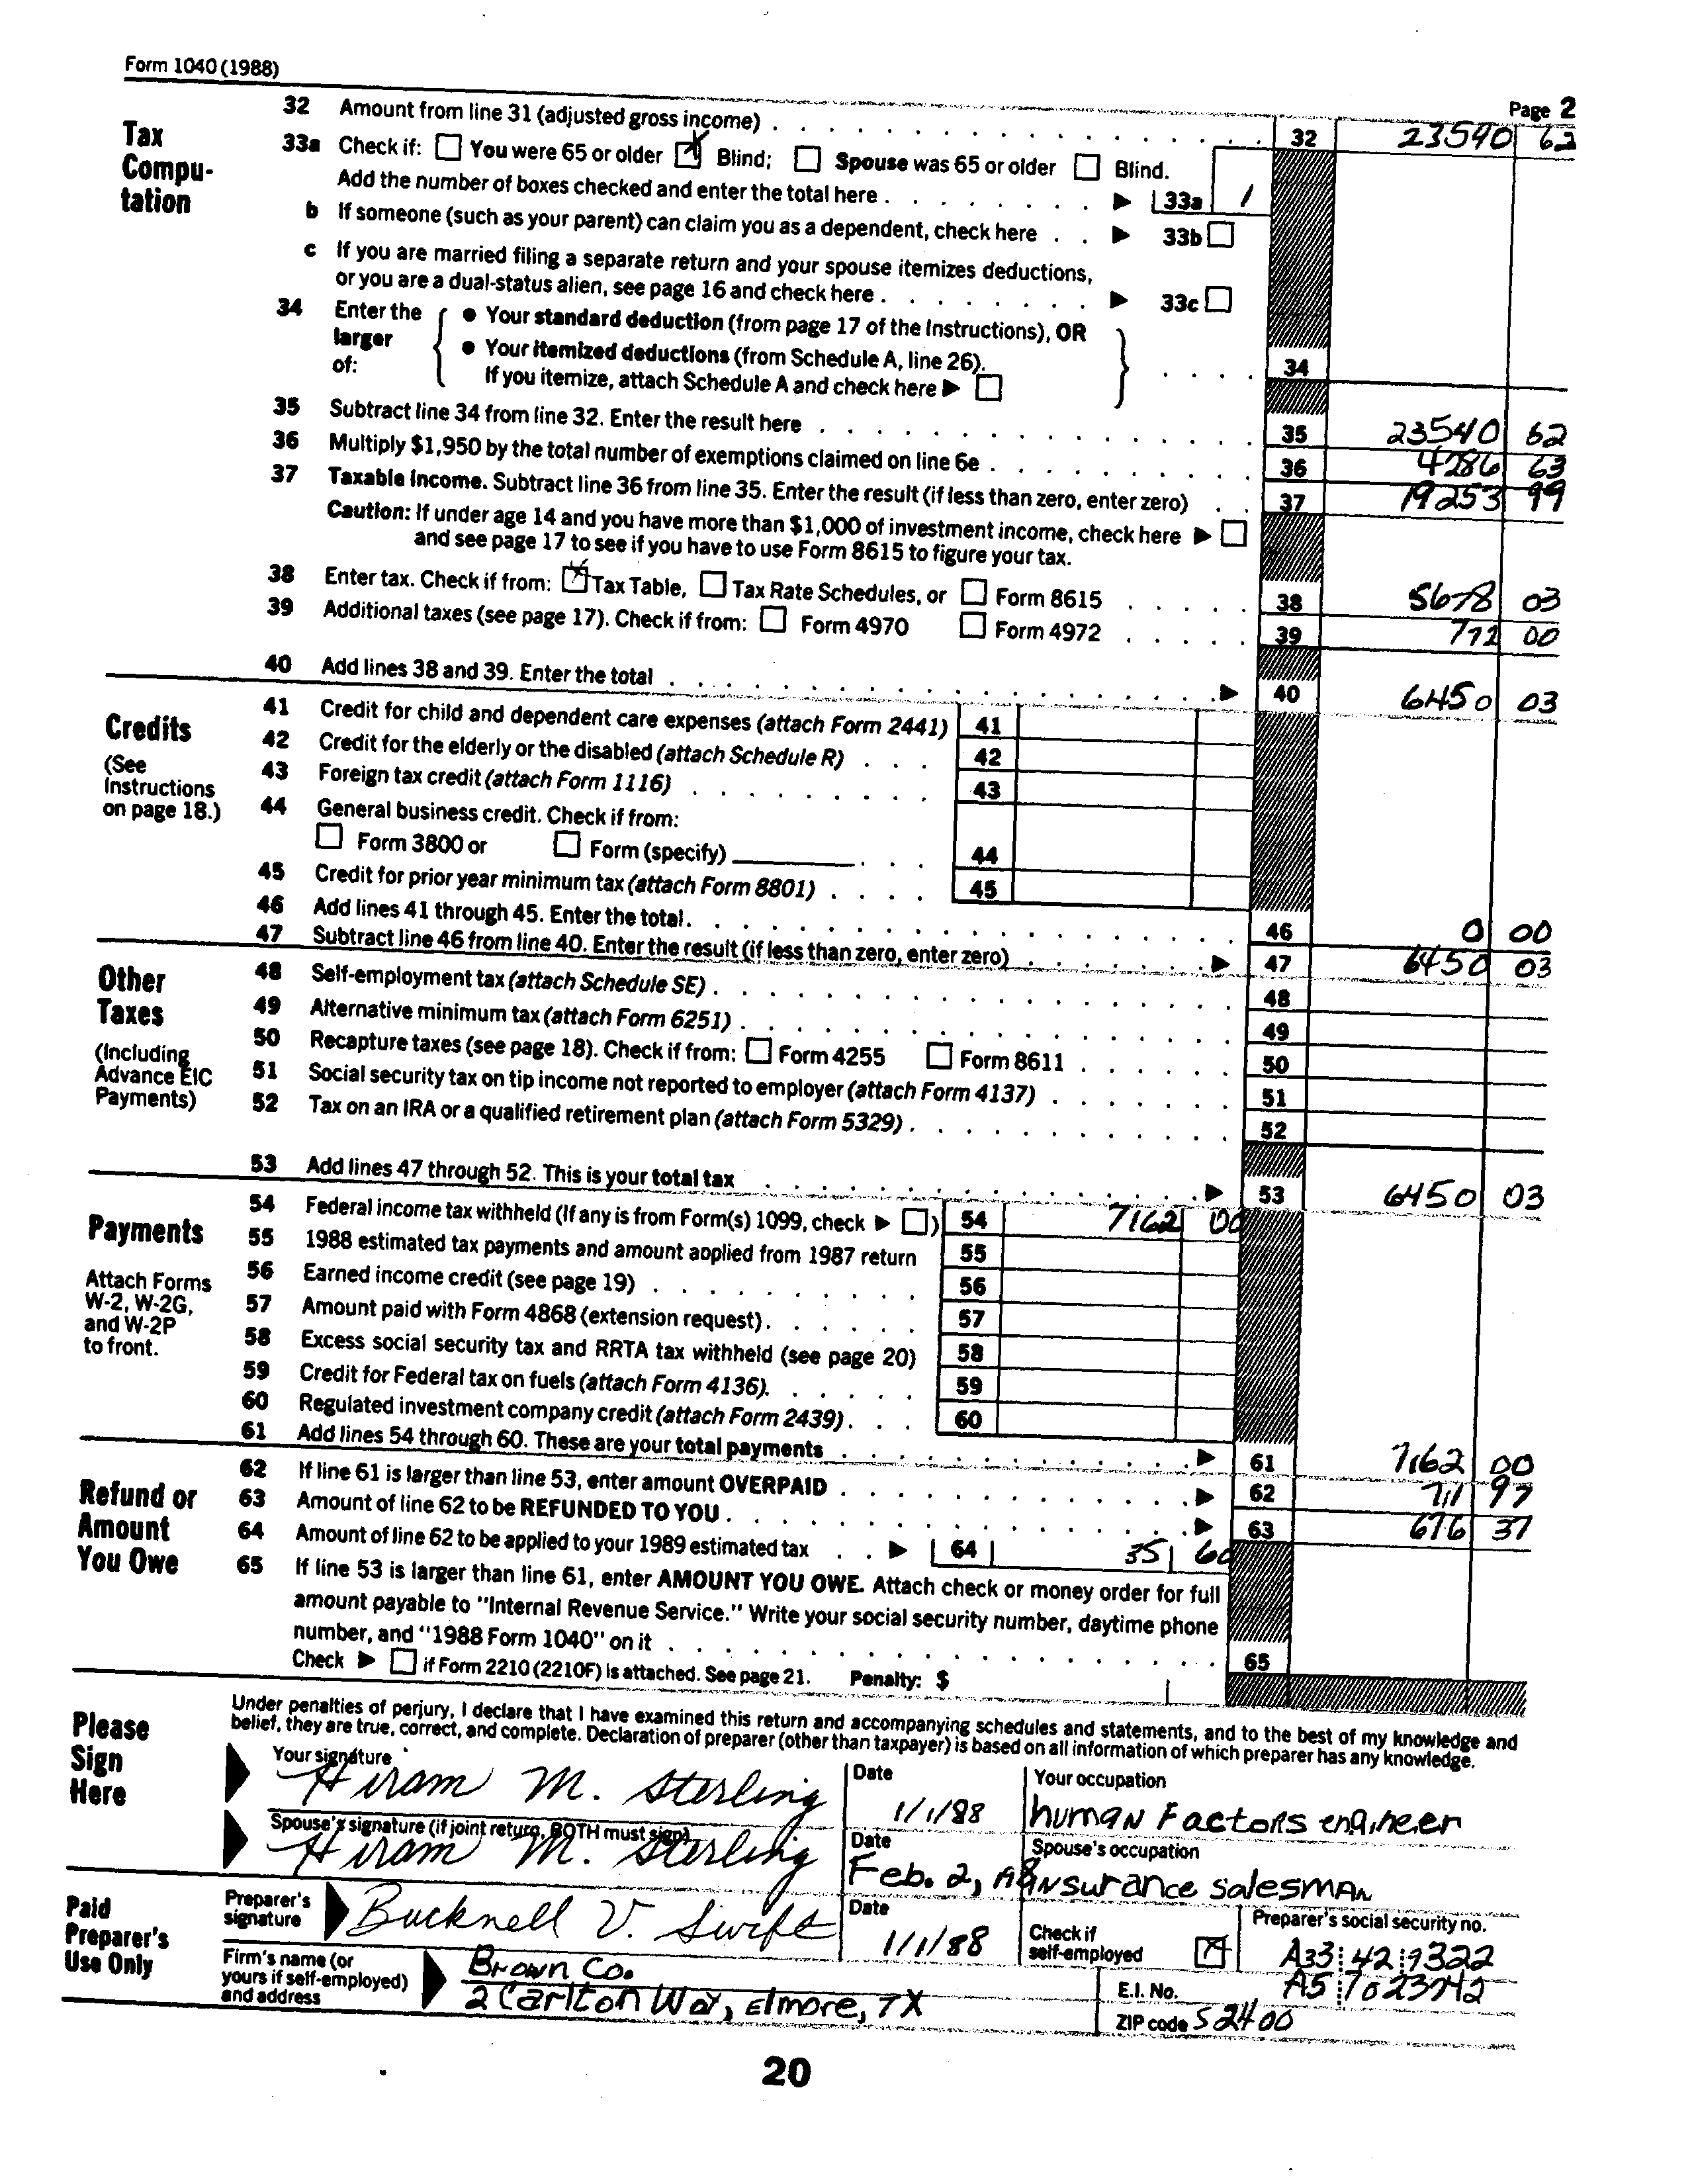 Form 1040 (1988)
Page 2
Tax Compu-tation
32 Amount from line 31 (adjusted gross income) . . . . 32 23540 62
33a Check if: You were 65 or older Blind; Spouse was 65 or older Blind.
Add the number of boxes checked and enter the total here . . . . 33a 1
b If someone (such as your parent) can claim you as a dependent, check here . . 33b
c If you are married filing a separate return and your spouse itemizes deductions,
or you are a dual-status alien, see page 16 and check here . . . . 33c
34 Enter the larger of:
• Your standard deduction (from page 17 of the Instructions), OR
• Your itemized deductions (from Schedule A, line 26).
If you itemize, attach Schedule A and check here . . . . 34
35 Subtract line 34 from line 32. Enter the result here . . . . 35 23540 62
36 Multiply $1,950 by the total number of exemptions claimed on line 6e . . . . 36 4286 63
37 Taxable income. Subtract line 36 from line 35. Enter the result (if less than zero, enter zero) . . 37 19253 99
Caution: If under age 14 and you have more than $1,000 of investment income, check here
and see page 17 to see if you have to use Form 8615 to figure your tax.
38 Enter tax. Check if from: Tax Table, Tax Rate Schedules, or Form 8615 . . . . 38 5678 03
39 Additional taxes (see page 17). Check if from: Form 4970 Form 4972 . . . . 39 772 00
40 Add lines 38 and 39. Enter the total . . . . 40 6450 03
Credits
(See Instructions on page 18.)
41 Credit for child and dependent care expenses (attach Form 2441) 41
42 Credit for the elderly or the disabled (attach Schedule R) . . . 42
43 Foreign tax credit (attach Form 1116) . . . . 43
44 General business credit. Check if from:
Form 3800 or Form (specify) . . . 44
45 Credit for prior year minimum tax (attach Form 8801) . . . . 45
46 Add lines 41 through 45. Enter the total. . . . 46 0 00
47 Subtract line 46 from line 40. Enter the result (if less than zero, enter zero) . . . . 47 6450 03
Other Taxes
(Including Advance EIC Payments)
48 Self-employment tax (attach Schedule SE) . . . . 48
49 Alternative minimum tax (attach Form 6251) . . . . 49
50 Recapture taxes (see page 18). Check if from: Form 4255 Form 8611 . . . . 50
51 Social security tax on tip income not reported to employer (attach Form 4137) . . . . 51
52 Tax on an IRA or a qualified retirement plan (attach Form 5329) . . . . 52
53 Add lines 47 through 52. This is your total tax . . . . 53 6450 03
Payments
Attach Forms W-2, W-2G, and W-2P to front.
54 Federal income tax withheld (If any is from Form(s) 1099, check ) 54 7162 00
55 1988 estimated tax payments and amount applied from 1987 return 55
56 Earned income credit (see page 19) . . . . 56
57 Amount paid with Form 4868 (extension request) . . . . 57
58 Excess social security tax and RRTA tax withheld (see page 20) 58
59 Credit for Federal tax on fuels (attach Form 4136). . . . 59
60 Regulated investment company credit (attach Form 2439) . . . 60
61 Add lines 54 through 60. These are your total payments . . . . 61 7162 00
Refund or Amount You Owe
62 If line 61 is larger than line 53, enter amount OVERPAID . . . . 62 711 97
63 Amount of line 62 to be REFUNDED TO YOU . . . . 63 676 37
64 Amount of line 62 to be applied to your 1989 estimated tax . . 64 35 60
65 If line 53 is larger than line 61, enter AMOUNT YOU OWE. Attach check or money order for full
amount payable to "Internal Revenue Service." Write your social security number, daytime phone
number, and "1988 Form 1040" on it . . . . 65
Check if Form 2210 (2210F) is attached. See page 21. Penalty: $
Please Sign Here
Under penalties of perjury, I declare that I have examined this return and accompanying schedules and statements, and to the best of my knowledge and
belief, they are true, correct, and complete. Declaration of preparer (other than taxpayer) is based on all information of which preparer has any knowledge.
Your signature Hiram M. Sterling Date 1/1/88 Your occupation human Factors engineer
Spouse's signature (if joint return, BOTH must sign) Hiram M. Sterling Date Feb. 2, Spouse's occupation insurance salesman
Paid Preparer's Use Only
Preparer's signature Bucknell V. Swift Date 1/1/88 Check if self-employed Preparer's social security no. A33 42 9322
Firm's name (or yours if self-employed) and address Brown Co. E.I. No. A5 7023942
2 Carlton Way, Elmore, TX ZIP code 52400
20